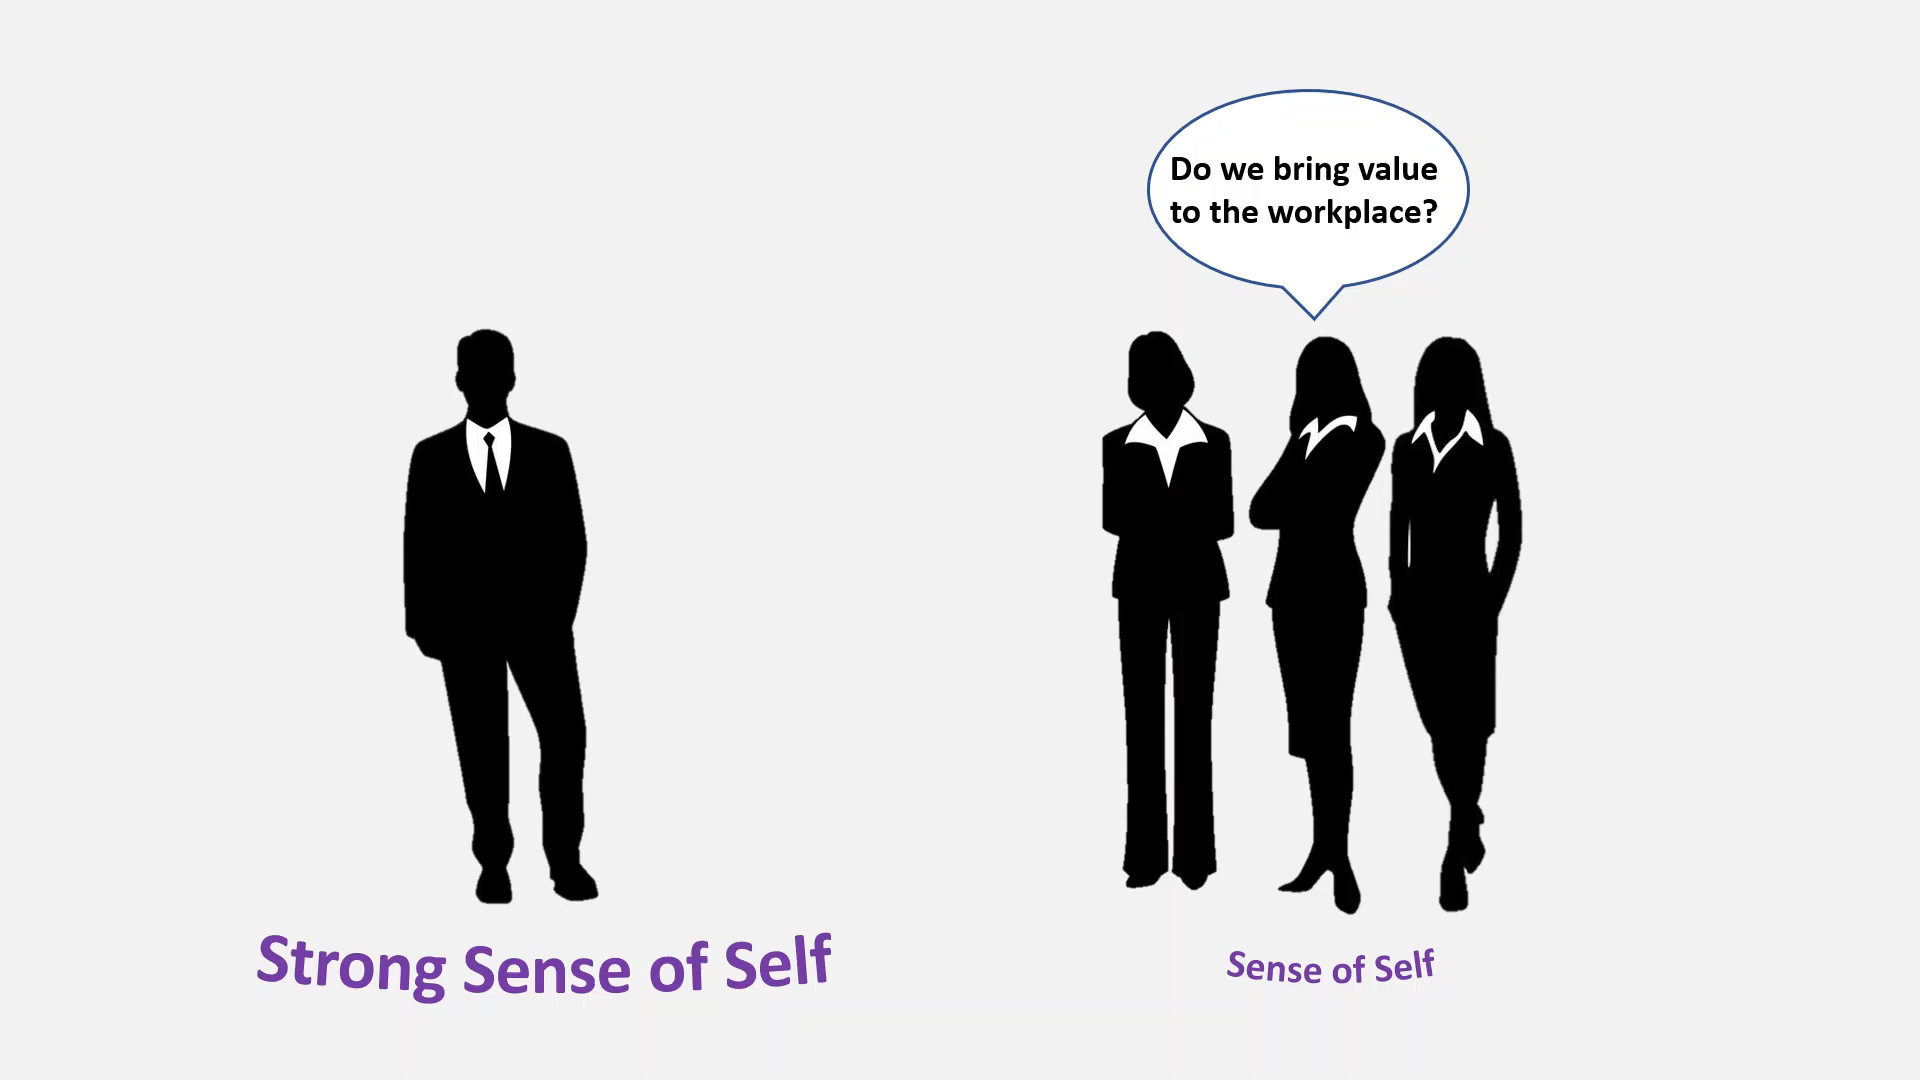 Do we bring value
to the workplace?
Strong Sense of Self
Sense of Self